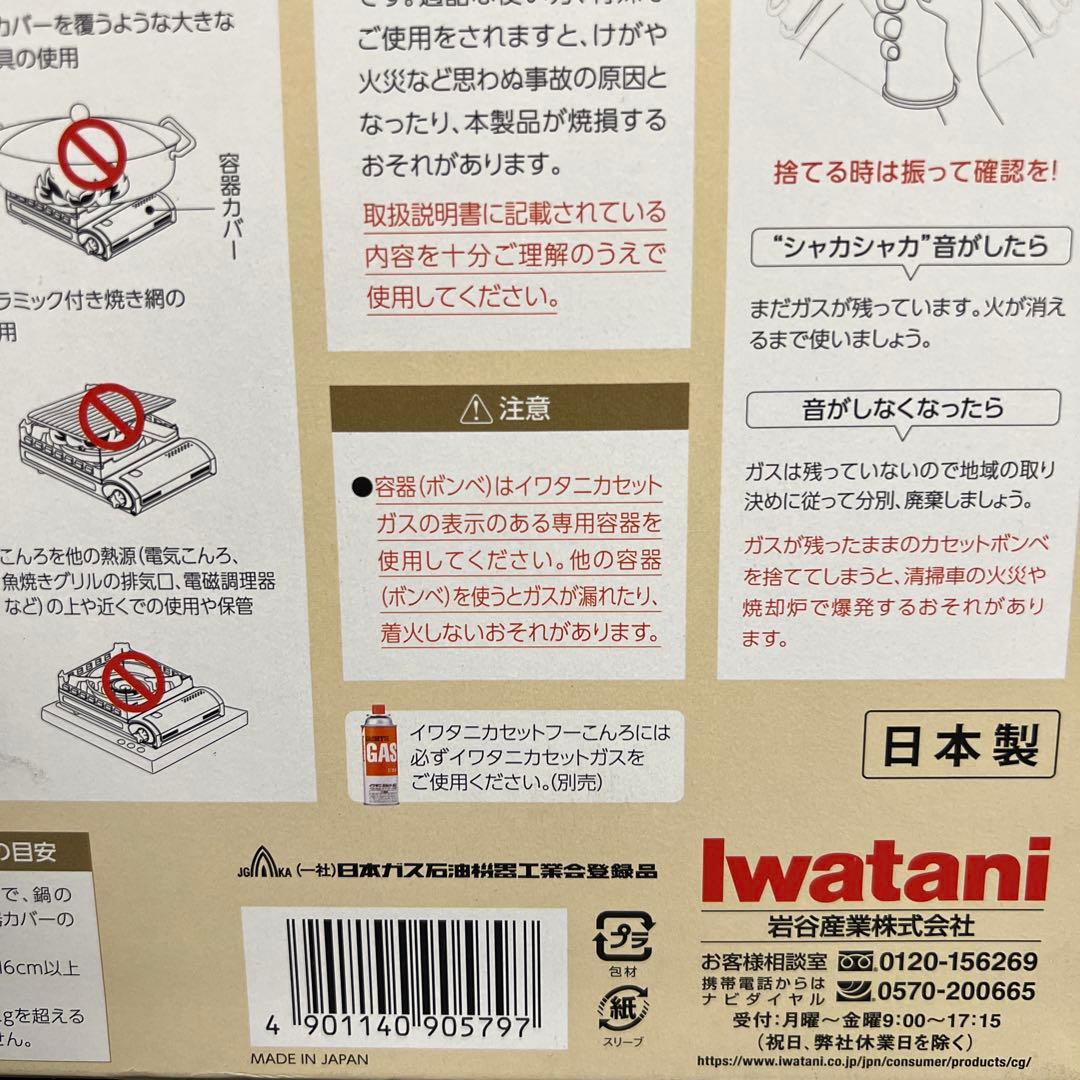 カバーを覆うような大きな
具の使用
容器カバー
ラミック付き焼き網の
用
こんろを他の熱源（電気こんろ、
魚焼きグリルの排気口、電磁調理器
など）の上や近くでの使用や保管
ご使用をされますと、けがや
火災など思わぬ事故の原因と
なったり、本製品が焼損する
おそれがあります。
取扱説明書に記載されている
内容を十分ご理解のうえで
使用してください。
注意
●容器（ボンベ）はイワタニカセット
ガスの表示のある専用容器を
使用してください。他の容器
（ボンベ）を使うとガスが漏れたり、
着火しないおそれがあります。
GAS
イワタニカセットフーこんろには
必ずイワタニカセットガスを
ご使用ください。（別売）
捨てる時は振って確認を！
“シャカシャカ”音がしたら
まだガスが残っています。火が消え
るまで使いましょう。
音がしなくなったら
ガスは残っていないので地域の取り
決めに従って分別、廃棄しましょう。
ガスが残ったままのカセットボンベ
を捨ててしまうと、清掃車の火災や
焼却炉で爆発するおそれがあり
ます。
日本製
の目安
で、鍋の
カバーの
16cm以上
gを超える
せん。
JGKA （一社）日本ガス石油機器工業会登録品
4 901140 905797
MADE IN JAPAN
プラ
包材
紙
スリーブ
Iwatani
岩谷産業株式会社
お客様相談室 0120-156269
携帯電話からは
ナビダイヤル 0570-200665
受付：月曜～金曜9:00～17:15
（祝日、弊社休業日を除く）
https://www.iwatani.co.jp/jpn/consumer/products/cg/